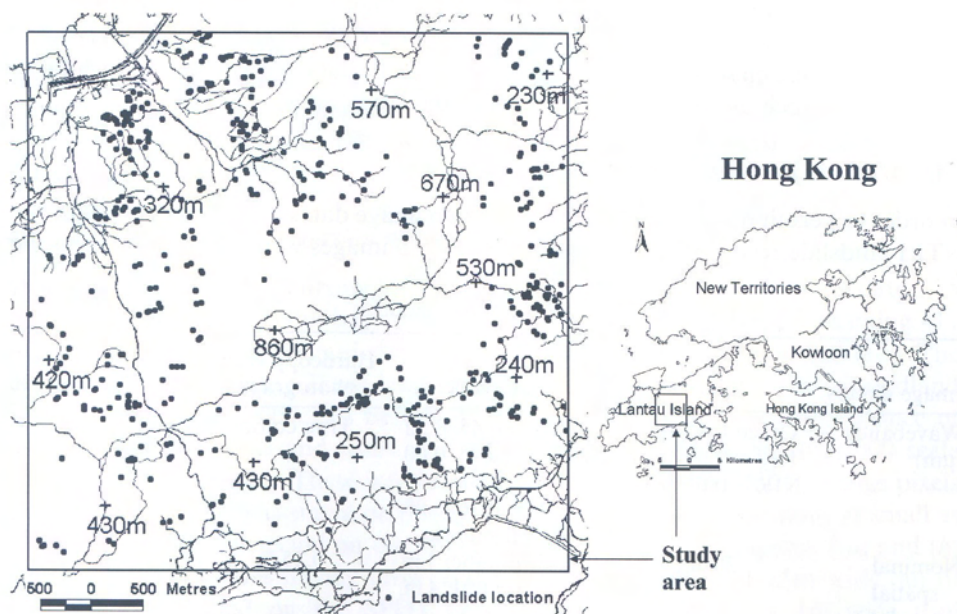 570m
230m
320m
670m
530m
860m
420m
240m
250m
430m
430m
500 0 600
Metres
Landslide location
Hong Kong
N
New Territories
Kowloon
Lantau Island
Hong Kong Island
Kilometres
Study
area